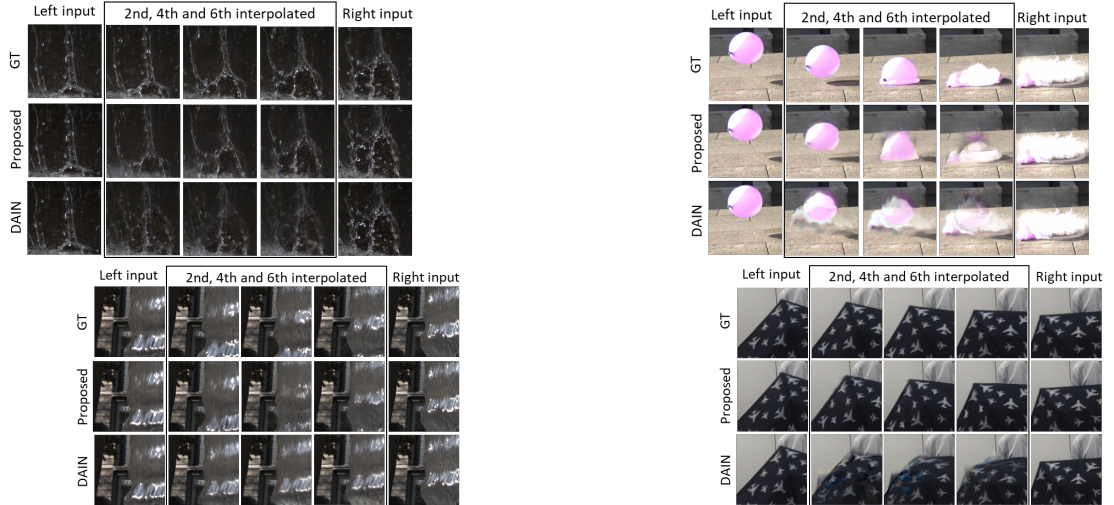 Left input 2nd, 4th and 6th interpolated Right input
GT
Proposed
DAIN
Left input 2nd, 4th and 6th interpolated Right input
GT
Proposed
DAIN
Left input 2nd, 4th and 6th interpolated Right input
GT
Proposed
DAIN
Left input 2nd, 4th and 6th interpolated Right input
GT
Proposed
DAIN